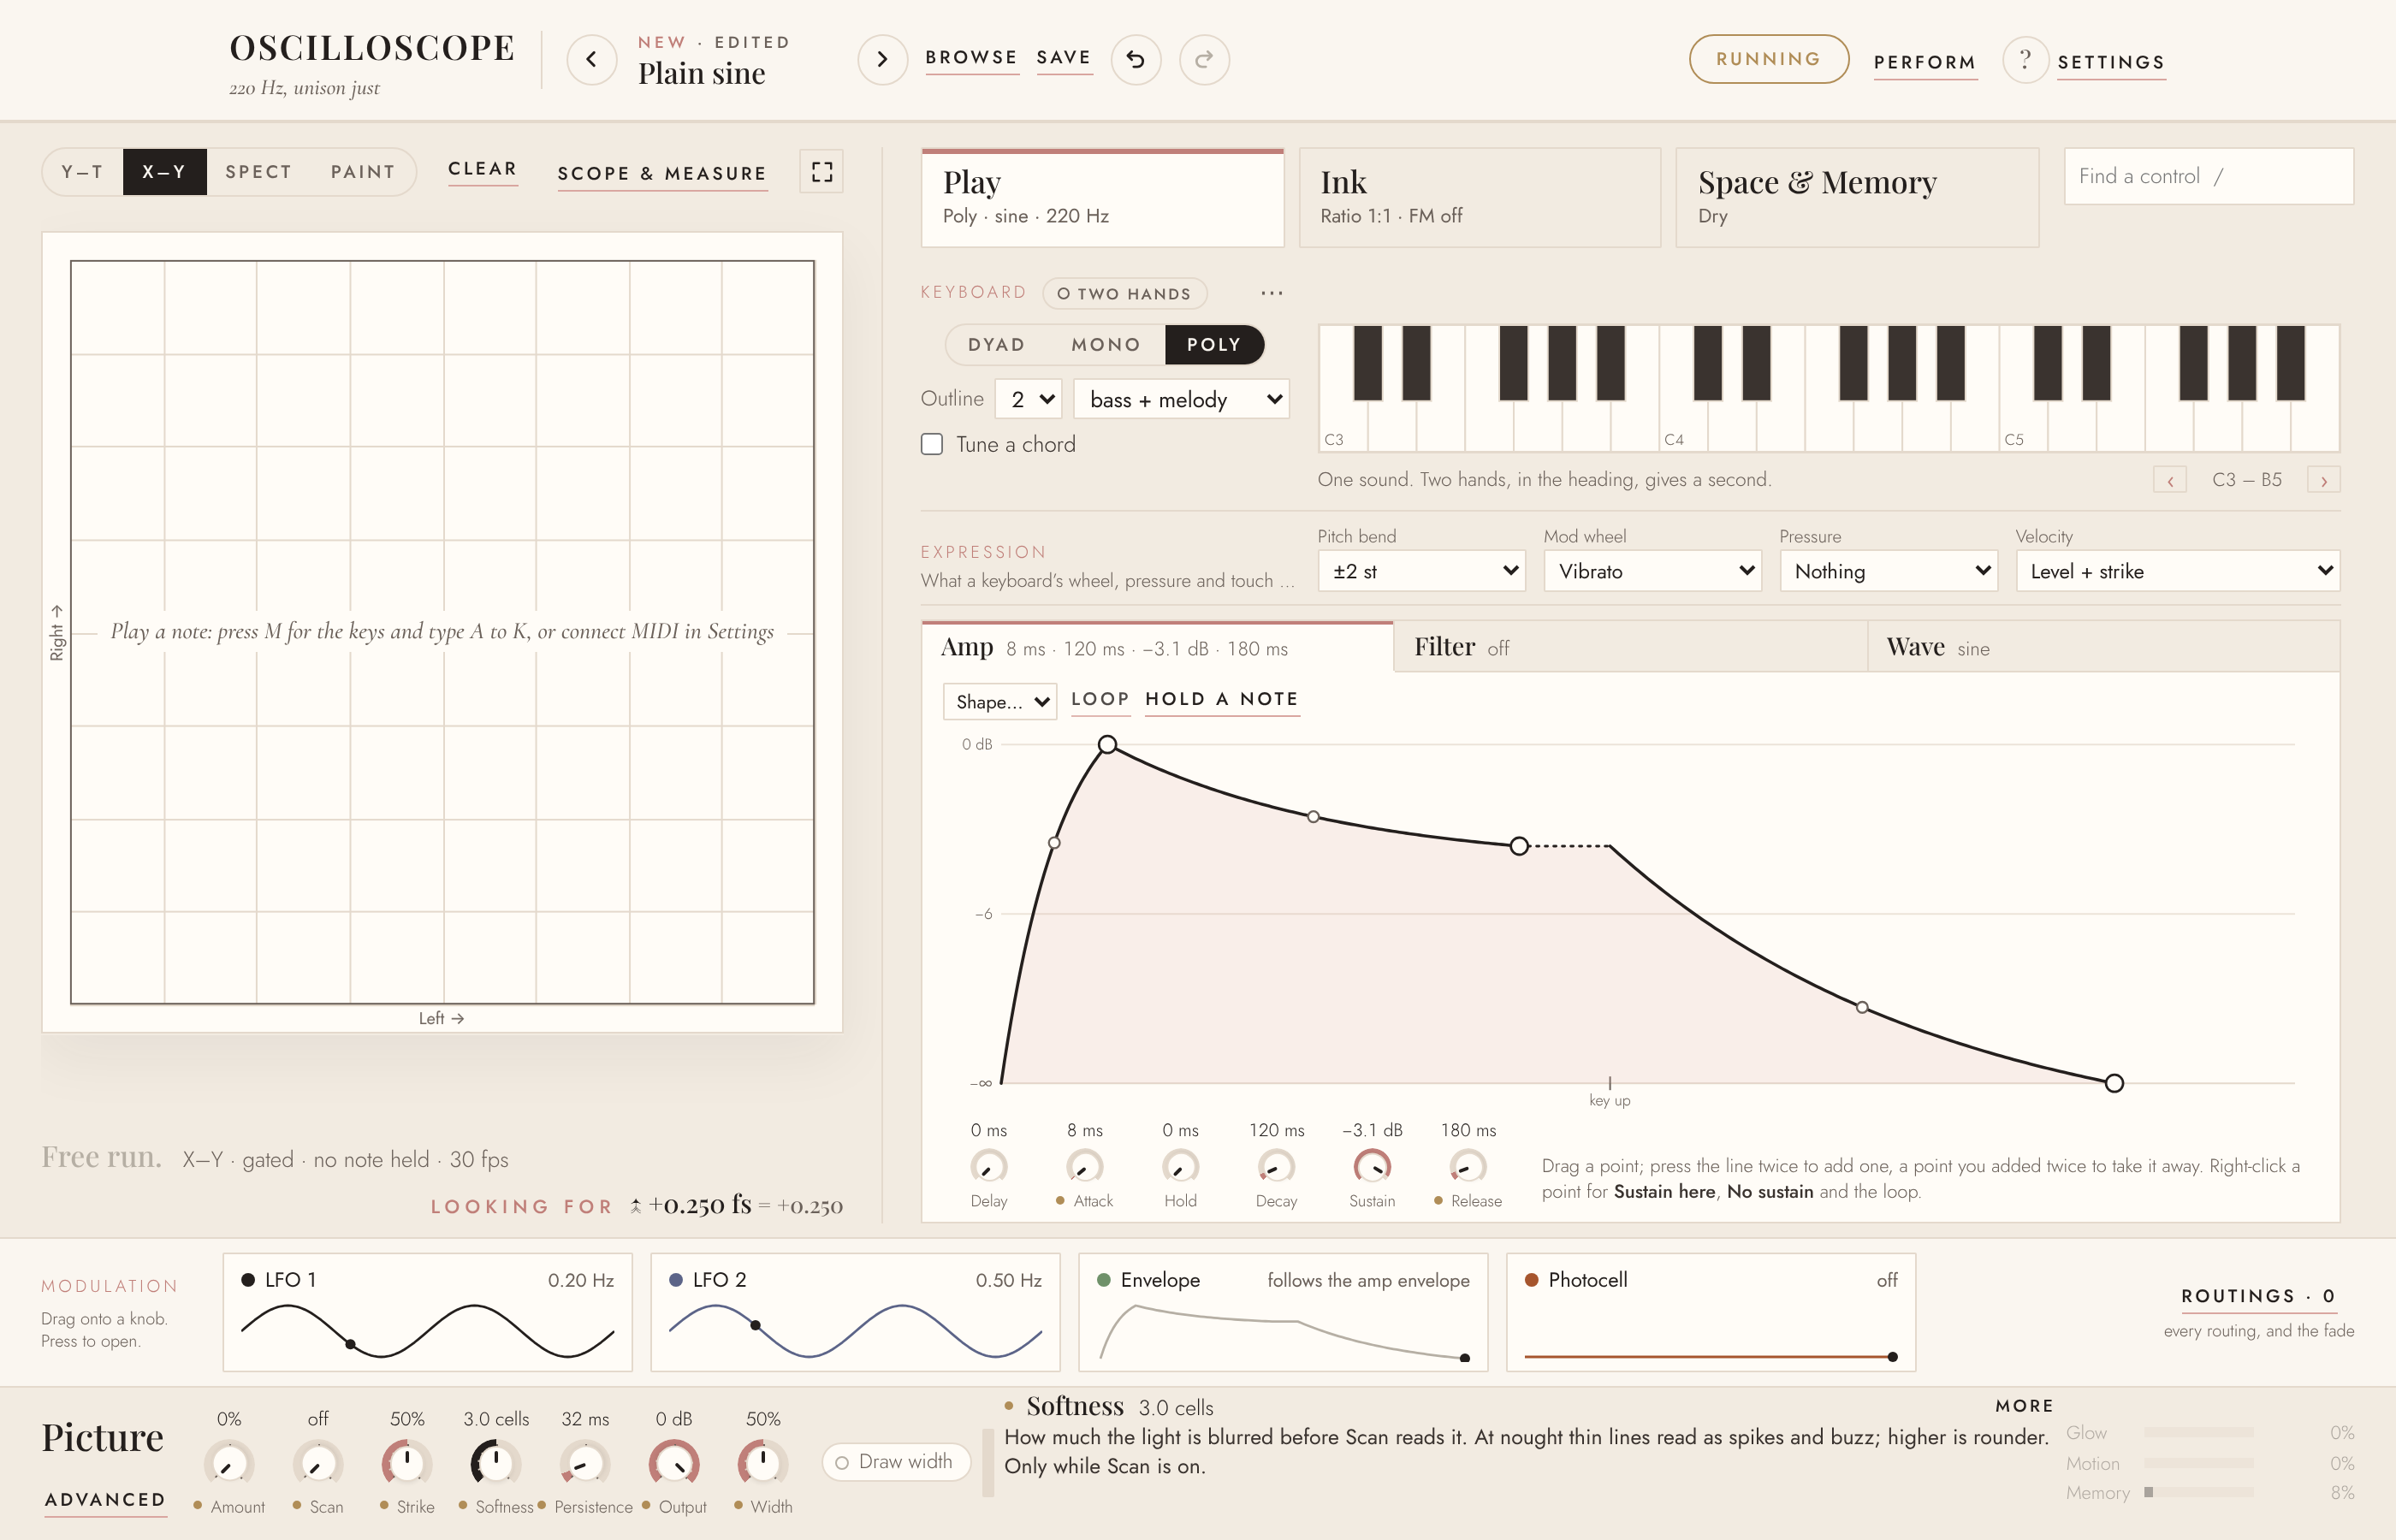 OSCILLOSCOPE
220 Hz, unison just
NEW · EDITED
Plain sine
BROWSE
SAVE
RUNNING
PERFORM
?
SETTINGS
Y–T
X–Y
SPECT
PAINT
CLEAR
SCOPE & MEASURE
Right →
Play a note: press M for the keys and type A to K, or connect MIDI in Settings
Left →
Free run. X–Y · gated · no note held · 30 fps
LOOKING FOR +0.250 fs = +0.250
Play
Poly · sine · 220 Hz
Ink
Ratio 1:1 · FM off
Space & Memory
Dry
Find a control /
KEYBOARD
TWO HANDS
...
DYAD
MONO
POLY
Outline
2
bass + melody
Tune a chord
C3
C4
C5
One sound. Two hands, in the heading, gives a second.
‹ C3 – B5 ›
EXPRESSION
What a keyboard's wheel, pressure and touch ...
Pitch bend
±2 st
Mod wheel
Vibrato
Pressure
Nothing
Velocity
Level + strike
Amp 8 ms · 120 ms · −3.1 dB · 180 ms
Filter off
Wave sine
Shape...
LOOP
HOLD A NOTE
0 dB
−6
−∞
key up
0 ms
8 ms
0 ms
120 ms
−3.1 dB
180 ms
Delay
Attack
Hold
Decay
Sustain
Release
Drag a point; press the line twice to add one, a point you added twice to take it away. Right-click a
point for Sustain here, No sustain and the loop.
MODULATION
Drag onto a knob.
Press to open.
LFO 1
0.20 Hz
LFO 2
0.50 Hz
Envelope
follows the amp envelope
Photocell
off
ROUTINGS · 0
every routing, and the fade
Picture
ADVANCED
0%
off
50%
3.0 cells
32 ms
0 dB
50%
Amount
Scan
Strike
Softness
Persistence
Output
Width
Draw width
Softness 3.0 cells
MORE
How much the light is blurred before Scan reads it. At nought thin lines read as spikes and buzz; higher is rounder.
Only while Scan is on.
Glow 0%
Motion 0%
Memory 8%